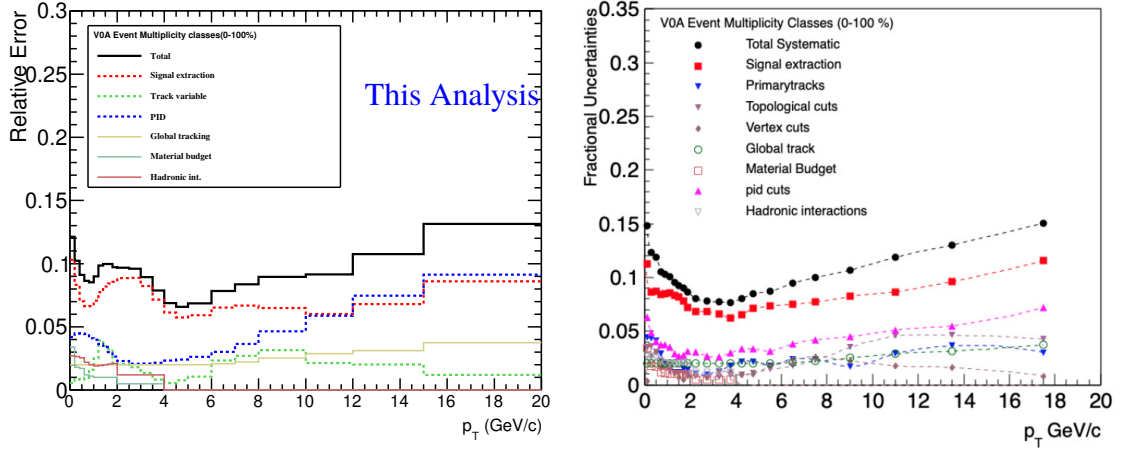 0.3
0.25
0.2
0.15
0.1
0.05
0
Relative Error
V0A Event Multiplicity classes(0-100%)
Total
Signal extraction
Track variable
PID
Global tracking
Material budget
Hadronic int.
This Analysis
0 2 4 6 8 10 12 14 16 18 20
p_T (GeV/c)
0.35
0.3
0.25
0.2
0.15
0.1
0.05
0
Fractional Uncertainties
V0A Event Multiplicity Classes (0-100 %)
Total Systematic
Signal extraction
Primarytracks
Topological cuts
Vertex cuts
Global track
Material Budget
pid cuts
Hadronic interactions
0 2 4 6 8 10 12 14 16 18 20
p_T GeV/c